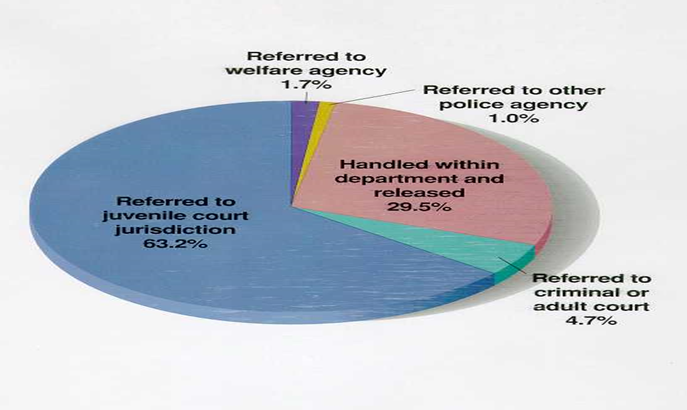 Referred to
welfare agency
1.7%
Referred to other
police agency
1.0%
Handled within
department and
released
29.5%
Referred to
juvenile court
jurisdiction
63.2%
Referred to
criminal or
adult court
4.7%